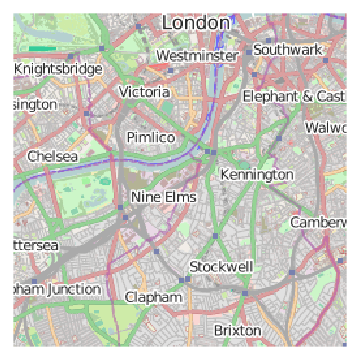 London
Westminster
Southwark
Knightsbridge
Victoria
Elephant & Cast
sington
Pimlico
Walwo
Chelsea
Kennington
Nine Elms
Camberw
ttersea
Stockwell
ham Junction
Clapham
Brixton